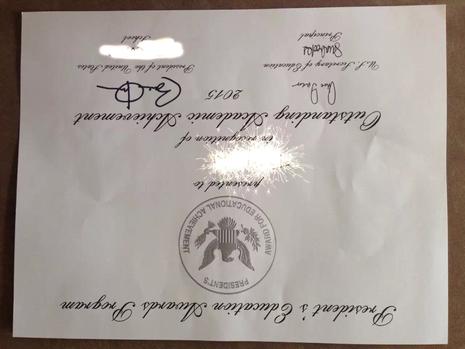 President's Education Awards Program
PRESIDENT'S
AWARD FOR EDUCATIONAL ACHIEVEMENT
presented to
in recognition of
Outstanding Academic Achievement
2015
U.S. Secretary of Education
President of the United States
Principal
School